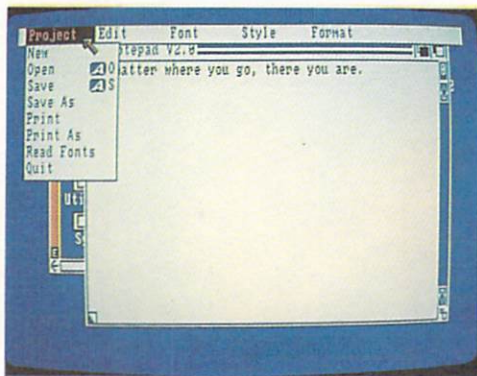 Project Edit Font Style Format
New otepad V2.0
Open A O atter where you go, there you are.
Save A S
Save As
Print
Print As
Read Fonts
Quit
Uti
S